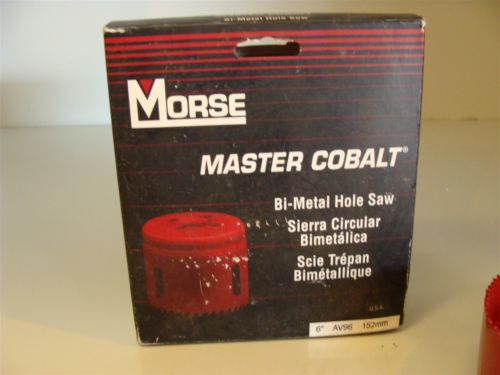 Bi-Metal Hole Saw
MORSE
MASTER COBALT®
Bi-Metal Hole Saw
Sierra Circular
Bimetálica
Scie Trépan
Bimétallique
U.S.A.
6" AV96 152mm